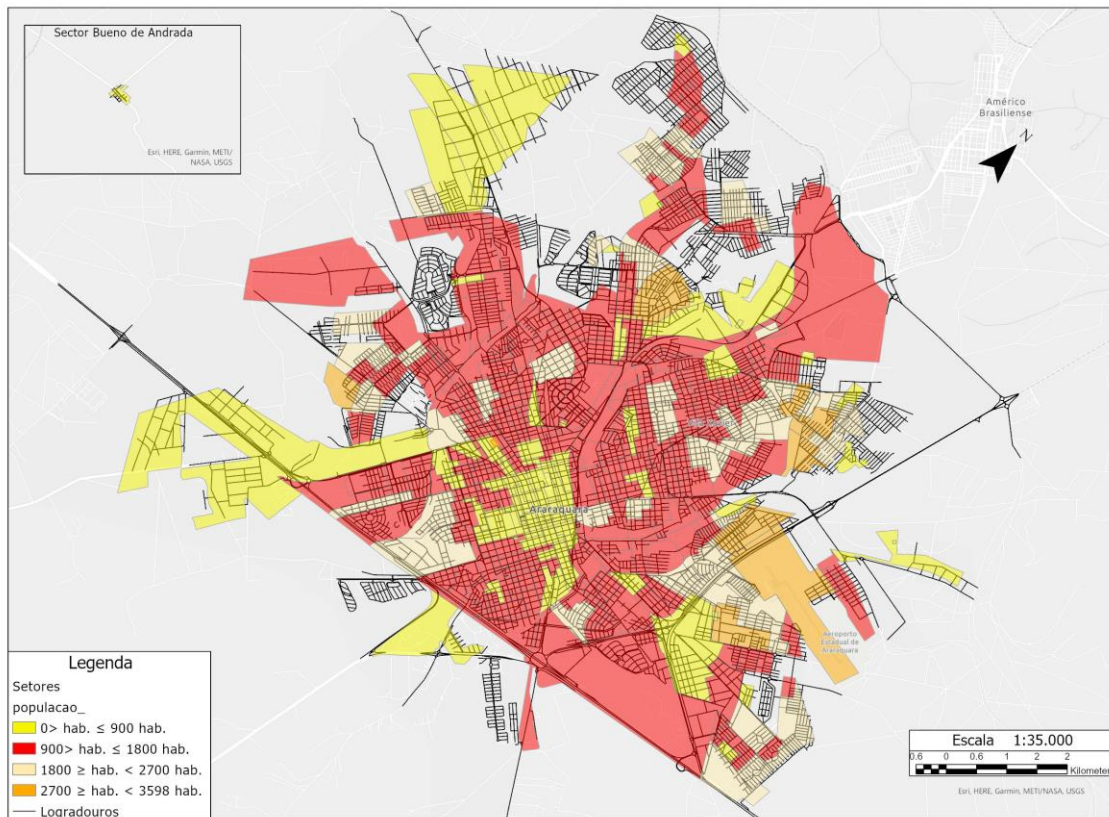 Sector Bueno de Andrada
Esri, HERE, Garmin, METI/
NASA, USGS
Américo
Brasiliense
N
Araraquara
Aeroporto
Estadual de
Araraquara
Legenda
Setores
populacao_
0> hab. ≤ 900 hab.
900> hab. ≤ 1800 hab.
1800 ≥ hab. < 2700 hab.
2700 ≥ hab. < 3598 hab.
Logradouros
Escala 1:35.000
0.6 0 0.6 1 2 2
Kilometer
Esri, HERE, Garmin, METI/NASA, USGS